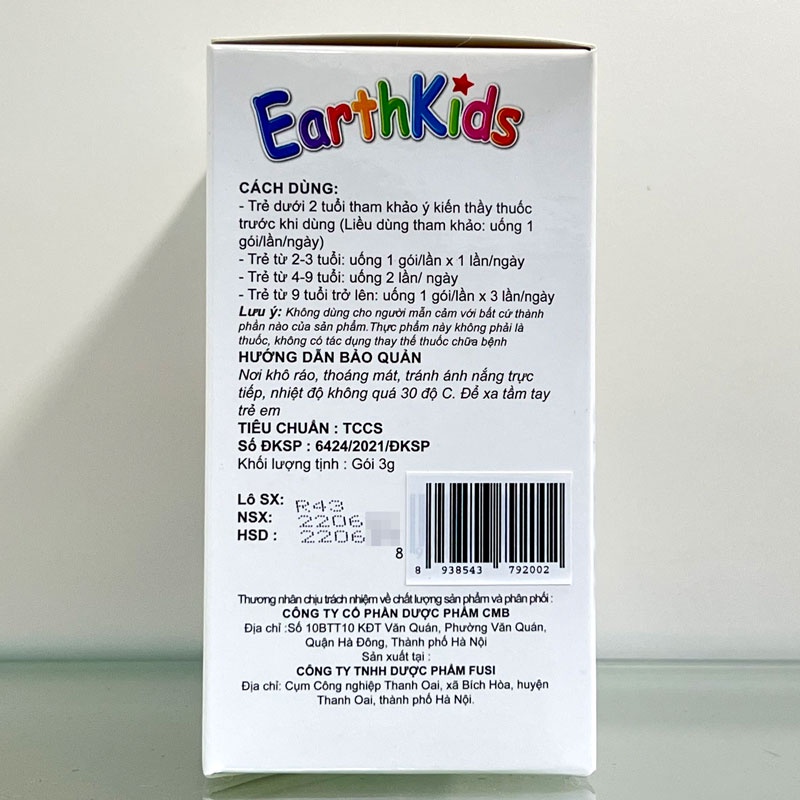 EarthKids
CÁCH DÙNG:
- Trẻ dưới 2 tuổi tham khảo ý kiến thầy thuốc
trước khi dùng (Liều dùng tham khảo: uống 1
gói/lần/ngày)
- Trẻ từ 2-3 tuổi: uống 1 gói/lần x 1 lần/ngày
- Trẻ từ 4-9 tuổi: uống 2 lần/ ngày
- Trẻ từ 9 tuổi trở lên: uống 1 gói/lần x 3 lần/ngày
Lưu ý: Không dùng cho người mẫn cảm với bất cứ thành
phần nào của sản phẩm.Thực phẩm này không phải là
thuốc, không có tác dụng thay thế thuốc chữa bệnh
HƯỚNG DẪN BẢO QUẢN
Nơi khô ráo, thoáng mát, tránh ánh nắng trực
tiếp, nhiệt độ không quá 30 độ C. Để xa tầm tay
trẻ em
TIÊU CHUẨN : TCCS
Số ĐKSP : 6424/2021/ĐKSP
Khối lượng tịnh : Gói 3g
Lô SX: R43
NSX: 2206
HSD : 2206
8 9
8 938543 792002
Thương nhân chịu trách nhiệm về chất lượng sản phẩm và phân phối :
CÔNG TY CỔ PHẦN DƯỢC PHẨM CMB
Địa chỉ :Số 10BTT10 KĐT Văn Quán, Phường Văn Quán,
Quận Hà Đông, Thành phố Hà Nội
Sản xuất tại :
CÔNG TY TNHH DƯỢC PHẨM FUSI
Địa chỉ: Cụm Công nghiệp Thanh Oai, xã Bích Hòa, huyện
Thanh Oai, thành phố Hà Nội.